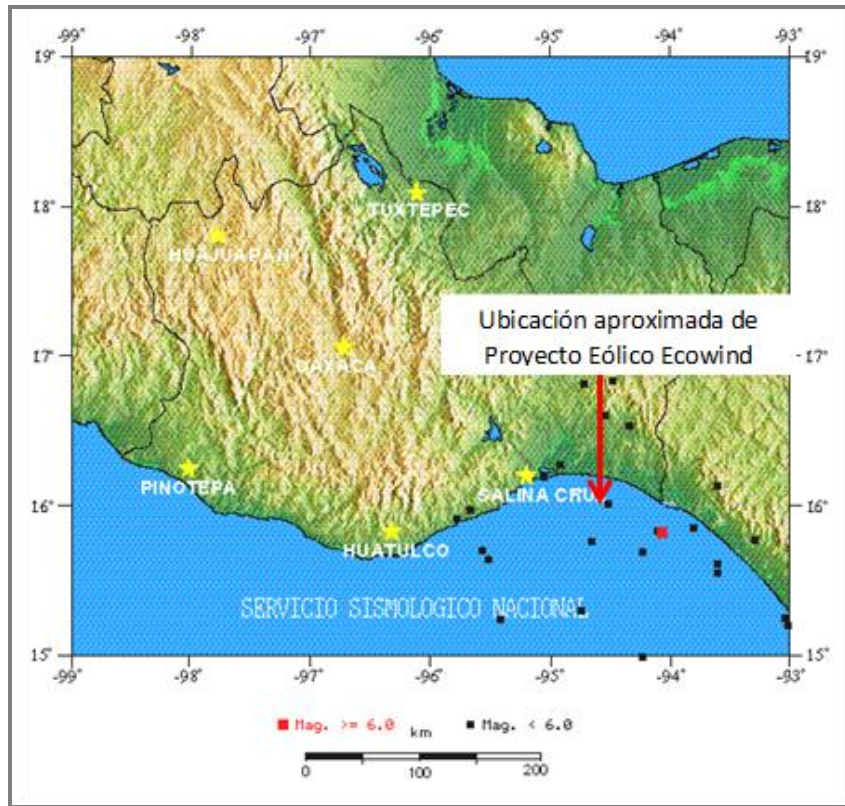 -99 -98 -97 -96 -95 -94 -93
19° 19°
18° 18°
TUXTEPEC
HUAJUAPAN
Ubicación aproximada de
Proyecto Eólico Ecowind
17° 17°
OAXACA
PINOTEPA
SALINA CRU
16° 16°
HUATULCO
SERVICIO SISMOLOGICO NACIONAL
15° 15°
-99 -98 -97 -96 -95 -94 -93
Mag. >= 6.0 km Mag. < 6.0
0 100 200